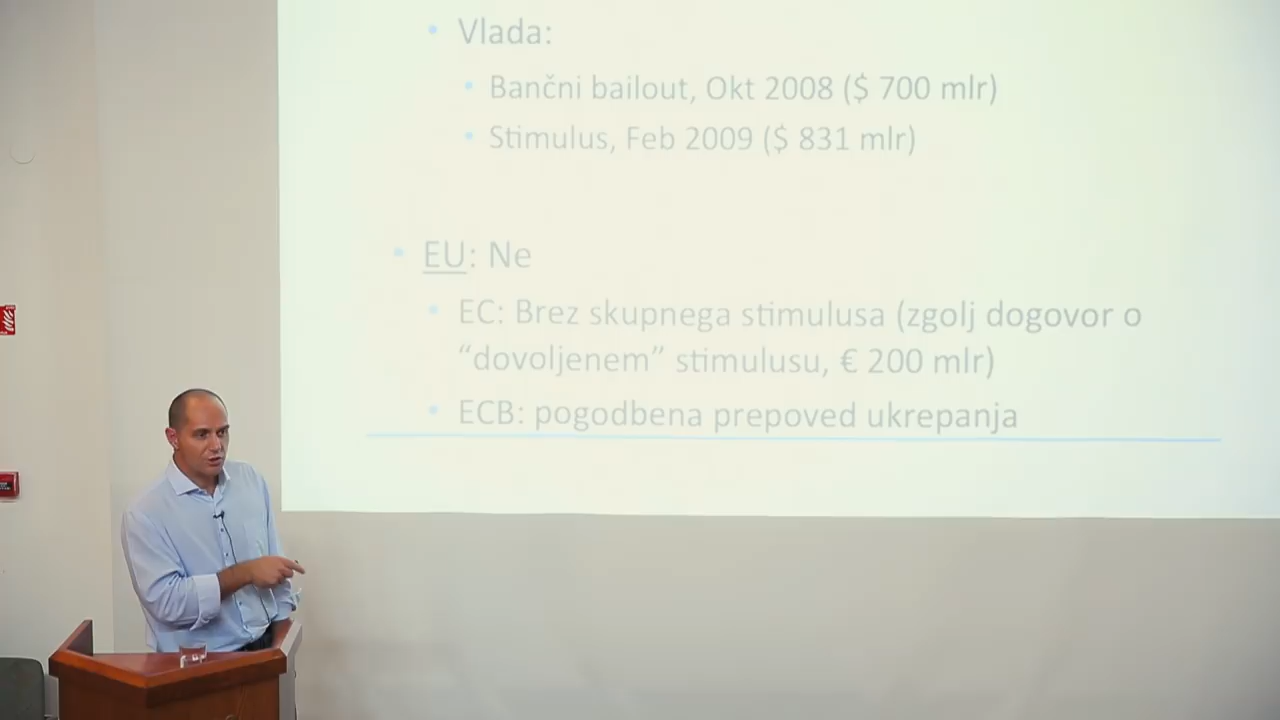 Vlada:
Bančni bailout, Okt 2008 ($ 700 mlr)
Stimulus, Feb 2009 ($ 831 mlr)
EU: Ne
EC: Brez skupnega stimulusa (zgolj dogovor o
“dovoljenem” stimulusu, € 200 mlr)
ECB: pogodbena prepoved ukrepanja